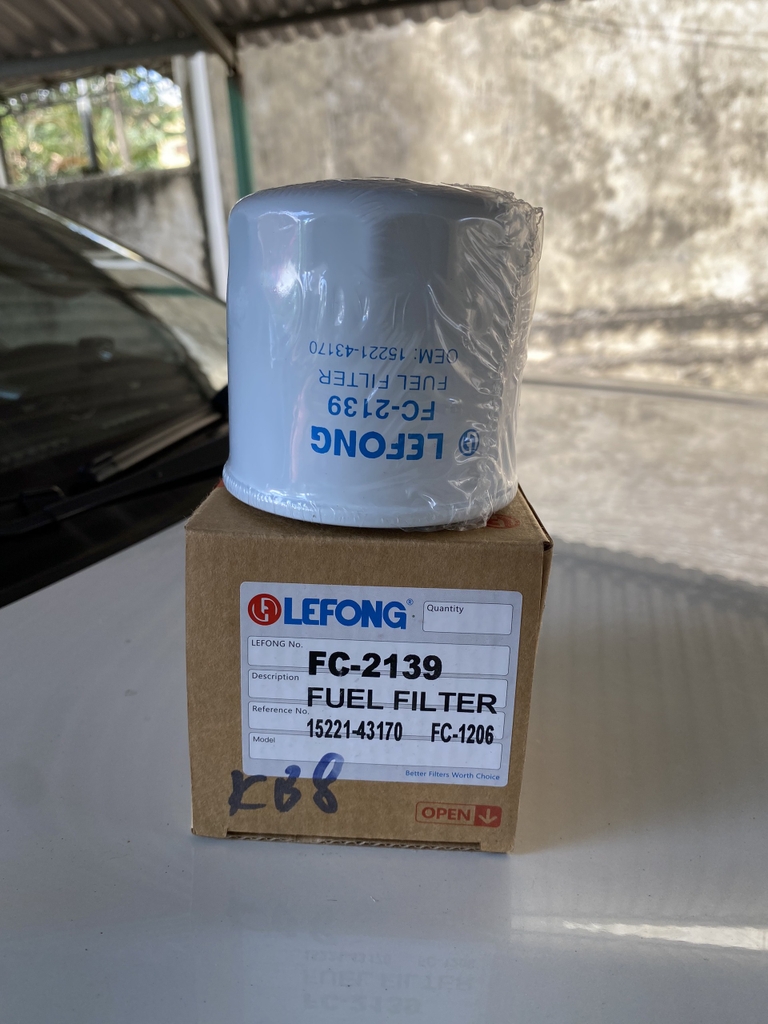 OEM: 15221-43170
FUEL FILTER
FC-2139
LEFONG
LEFONG®
Quantity
LEFONG No.
FC-2139
Description
FUEL FILTER
Reference No.
15221-43170 FC-1206
Model
Better Filters Worth Choice
KB8
OPEN